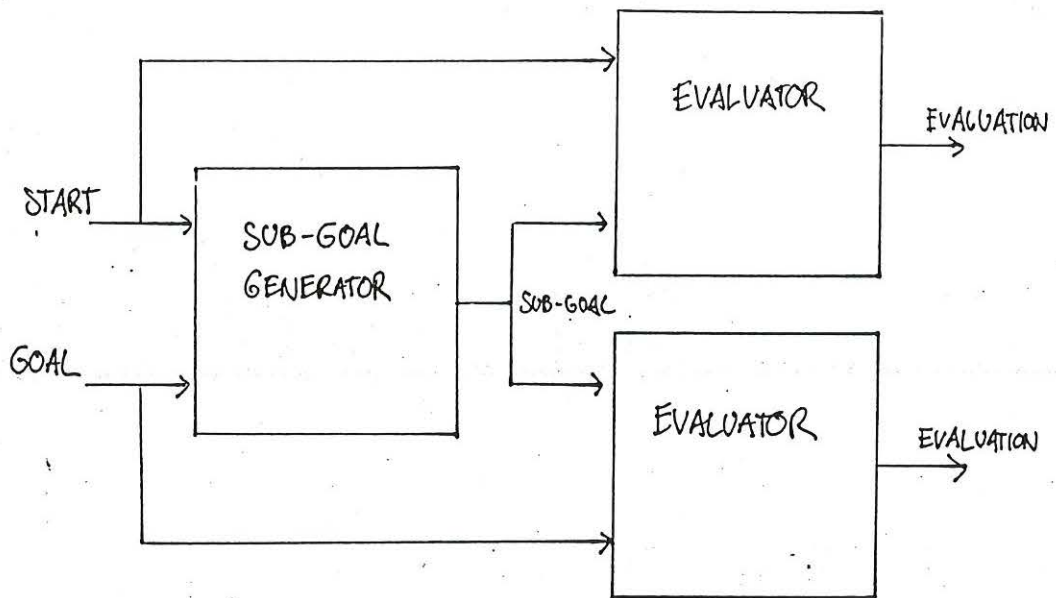 EVALUATOR
EVALUATION
START
SUB-GOAL
GENERATOR
SUB-GOAL
GOAL
EVALUATOR
EVALUATION